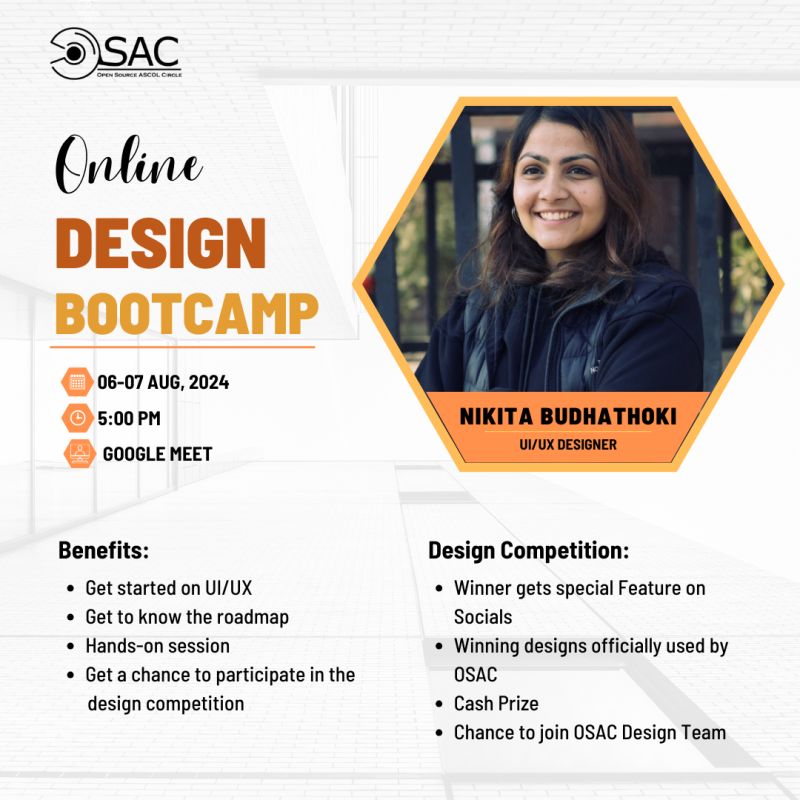 OSAC
OPEN SOURCE ASCOL CIRCLE
Online
DESIGN
BOOTCAMP
06-07 AUG, 2024
5:00 PM
GOOGLE MEET
NIKITA BUDHATHOKI
UI/UX DESIGNER
Benefits:
• Get started on UI/UX
• Get to know the roadmap
• Hands-on session
• Get a chance to participate in the
design competition
Design Competition:
• Winner gets special Feature on
Socials
• Winning designs officially used by
OSAC
• Cash Prize
• Chance to join OSAC Design Team